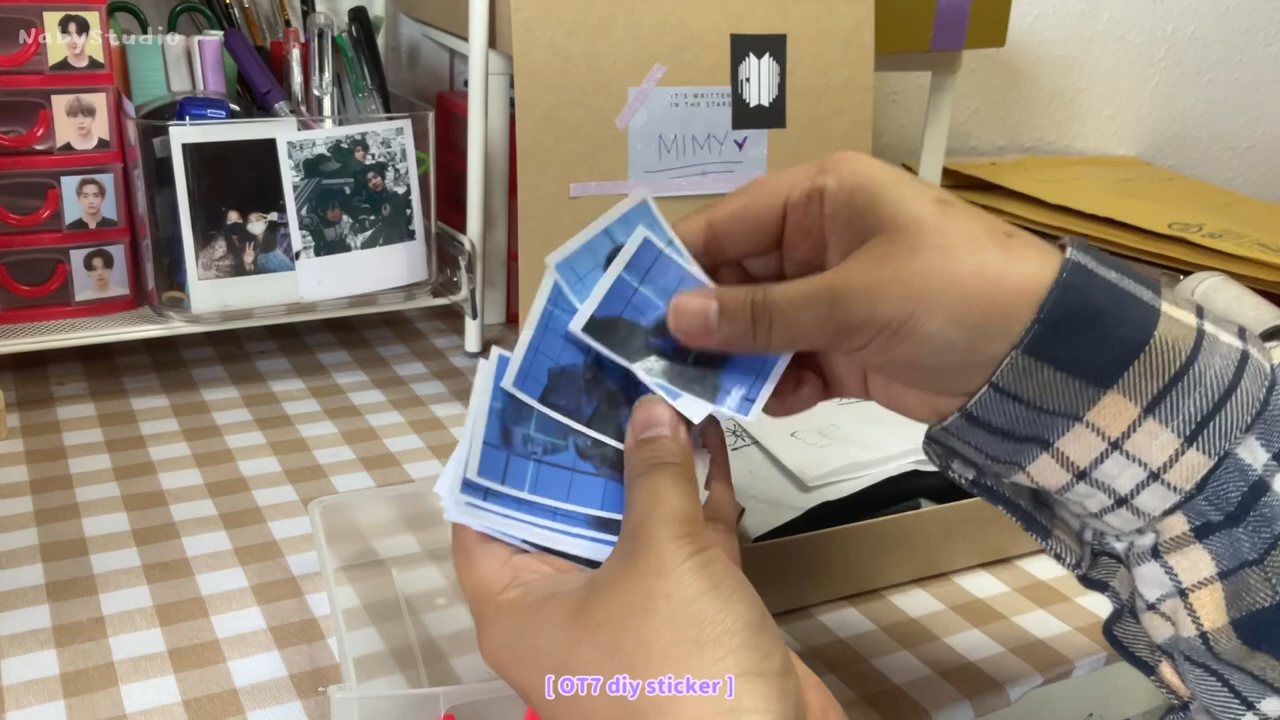 NabyStudio
IT'S WRITTEN
IN THE STARS
MIMY
[ OT7 diy sticker ]